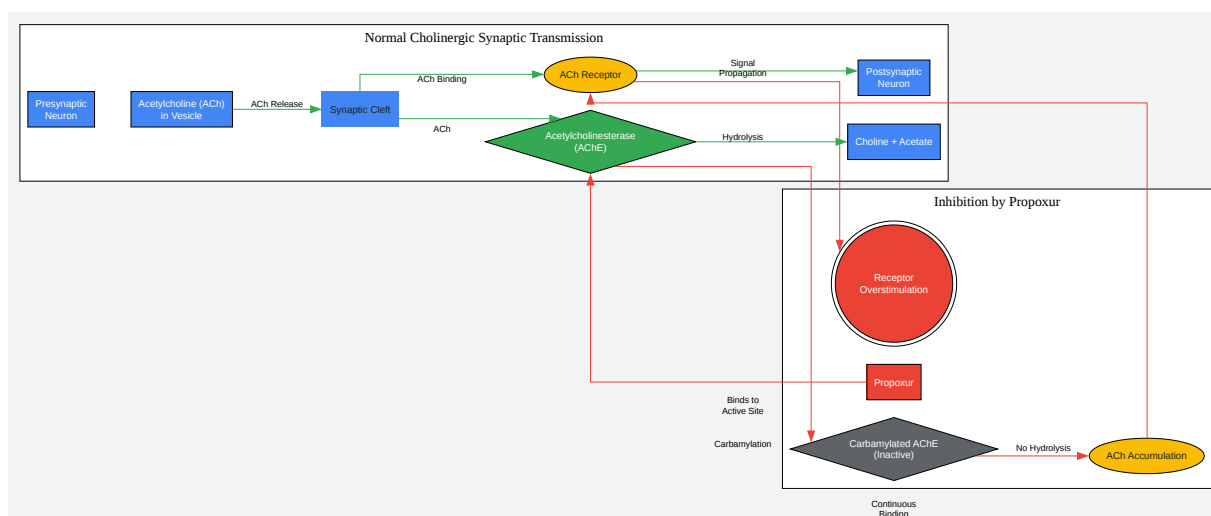 Normal Cholinergic Synaptic Transmission
Presynaptic
Neuron
Acetylcholine (ACh)
in Vesicle
ACh Release
Synaptic Cleft
ACh Binding
ACh
ACh Receptor
Acetylcholinesterase
(AChE)
Signal
Propagation
Hydrolysis
Postsynaptic
Neuron
Choline + Acetate
Inhibition by Propoxur
Receptor
Overstimulation
Propoxur
Binds to
Active Site
Carbamylation
Carbamylated AChE
(Inactive)
No Hydrolysis
ACh Accumulation
Continuous
Binding